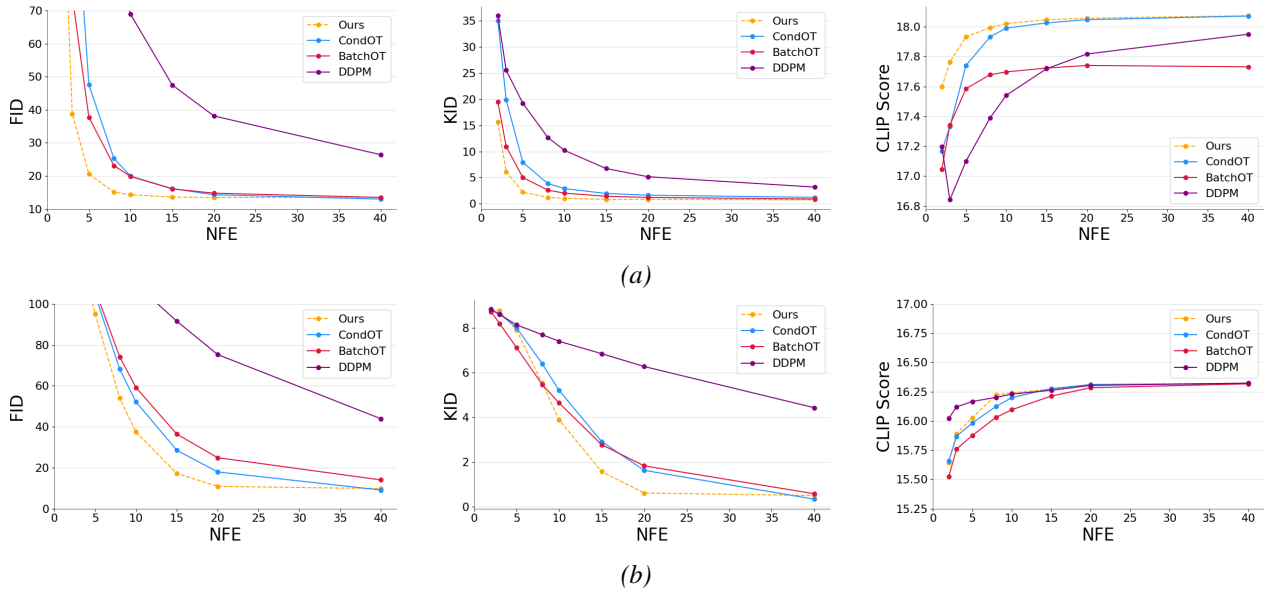 70
60
50
40
30
20
10
FID
0 5 10 15 20 25 30 35 40
NFE
Ours
CondOT
BatchOT
DDPM
35
30
25
20
15
10
5
0
KID
0 5 10 15 20 25 30 35 40
NFE
Ours
CondOT
BatchOT
DDPM
18.0
17.8
17.6
17.4
17.2
17.0
16.8
CLIP Score
0 5 10 15 20 25 30 35 40
NFE
Ours
CondOT
BatchOT
DDPM
(a)
100
80
60
40
20
0
FID
0 5 10 15 20 25 30 35 40
NFE
Ours
CondOT
BatchOT
DDPM
8
6
4
2
0
KID
0 5 10 15 20 25 30 35 40
NFE
Ours
CondOT
BatchOT
DDPM
17.00
16.75
16.50
16.25
16.00
15.75
15.50
15.25
CLIP Score
0 5 10 15 20 25 30 35 40
NFE
Ours
CondOT
BatchOT
DDPM
(b)